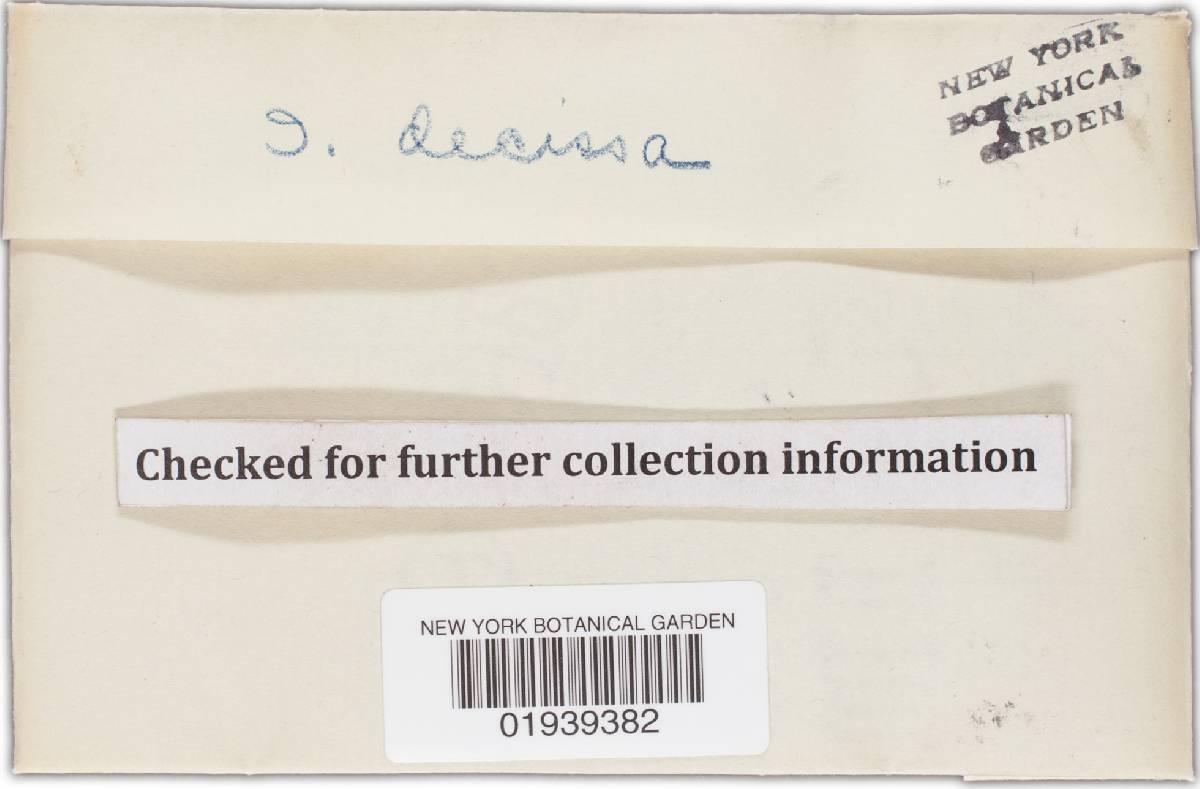 I. decissa
NEW YORK
BOTANICAL
GARDEN
Checked for further collection information
NEW YORK BOTANICAL GARDEN
01939382